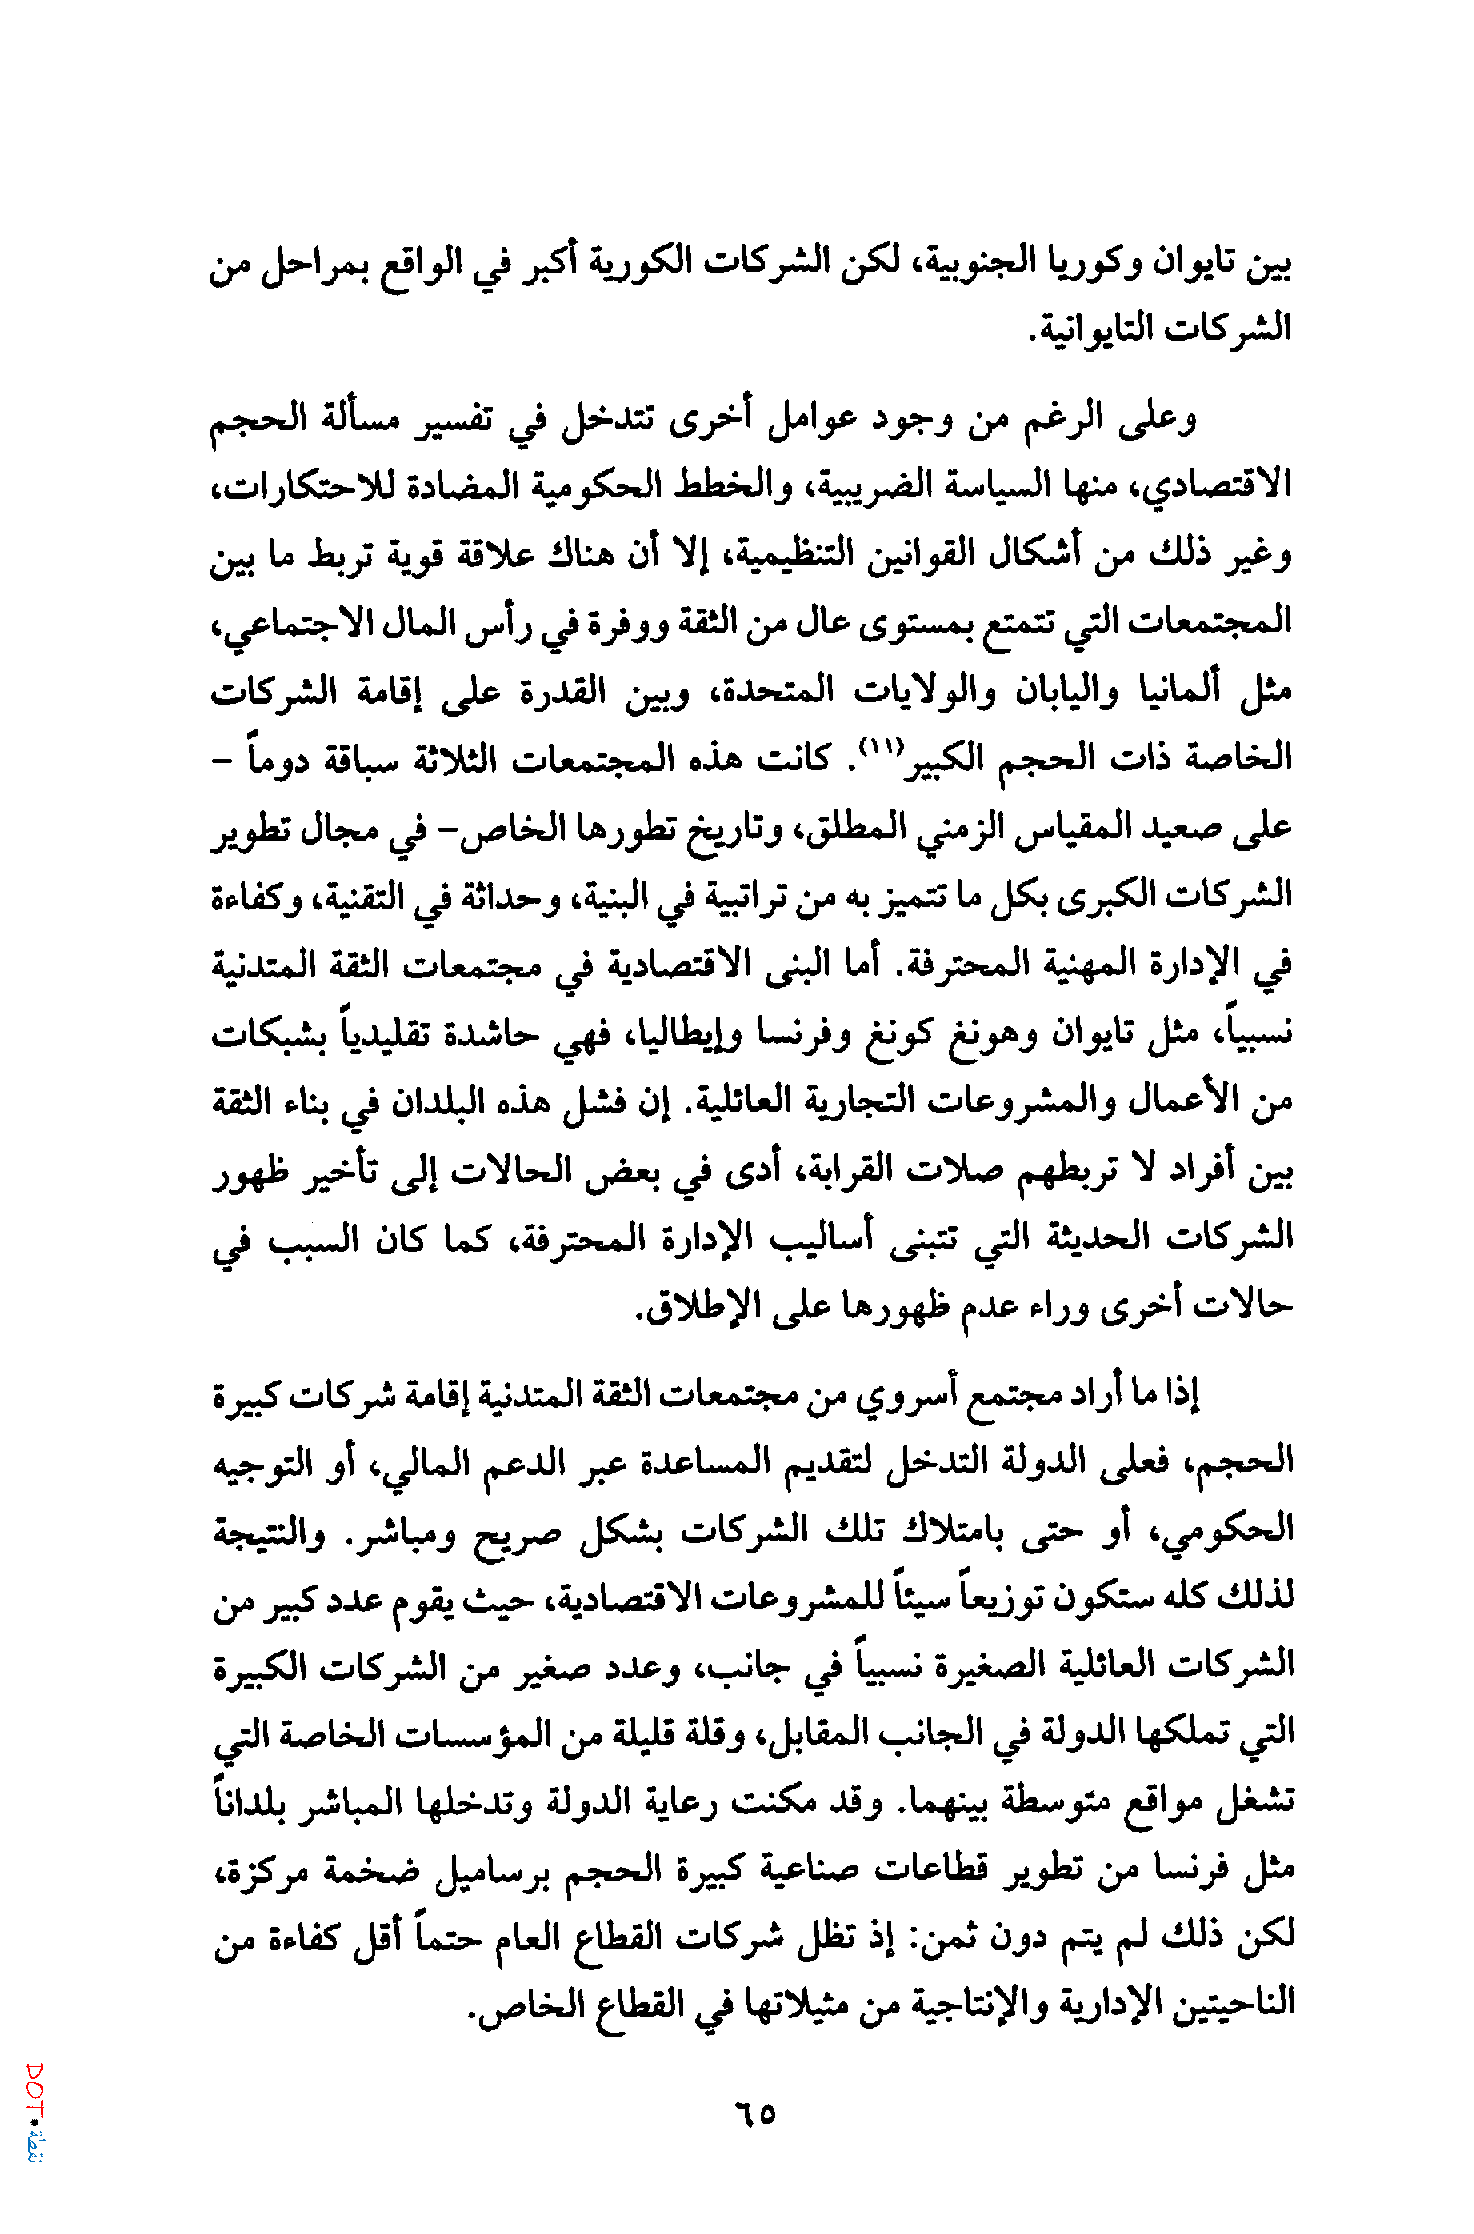 بين تايوان وكوريا الجنوبية، لكن الشركات الكورية أكبر في الواقع بمراحل من
الشركات التايوانية.
وعلى الرغم من وجود عوامل أخرى تتدخل في تفسير مسألة الحجم
الاقتصادي، منها السياسة الضريبية، والخطط الحكومية المضادة للاحتكارات،
وغير ذلك من أشكال القوانين التنظيمية، إلا أن هناك علاقة قوية تربط ما بين
المجتمعات التي تتمتع بمستوى عال من الثقة ووفرة في رأس المال الاجتماعي،
مثل ألمانيا واليابان والولايات المتحدة، وبين القدرة على إقامة الشركات
الخاصة ذات الحجم الكبير(١١). كانت هذه المجتمعات الثلاثة سباقة دوماً -
على صعيد المقياس الزمني المطلق، وتاريخ تطورها الخاص- في مجال تطوير
الشركات الكبرى بكل ما تتميز به من تراتبية في البنية، وحداثة في التقنية، وكفاءة
في الإدارة المهنية المحترفة. أما البنى الاقتصادية في مجتمعات الثقة المتدنية
نسبياً، مثل تايوان وهونغ كونغ وفرنسا وإيطاليا، فهي حاشدة تقليدياً بشبكات
من الأعمال والمشروعات التجارية العائلية. إن فشل هذه البلدان في بناء الثقة
بين أفراد لا تربطهم صلات القرابة، أدى في بعض الحالات إلى تأخير ظهور
الشركات الحديثة التي تتبنى أساليب الإدارة المحترفة، كما كان السبب في
حالات أخرى وراء عدم ظهورها على الإطلاق.
إذا ما أراد مجتمع أسروي من مجتمعات الثقة المتدنية إقامة شركات كبيرة
الحجم، فعلى الدولة التدخل لتقديم المساعدة عبر الدعم المالي، أو التوجيه
الحكومي، أو حتى بامتلاك تلك الشركات بشكل صريح ومباشر. والنتيجة
لذلك كله ستكون توزيعاً سيئاً للمشروعات الاقتصادية، حيث يقوم عدد كبير من
الشركات العائلية الصغيرة نسبياً في جانب، وعدد صغير من الشركات الكبيرة
التي تملكها الدولة في الجانب المقابل، وقلة قليلة من المؤسسات الخاصة التي
تشغل مواقع متوسطة بينهما. وقد مكنت رعاية الدولة وتدخلها المباشر بلداناً
مثل فرنسا من تطوير قطاعات صناعية كبيرة الحجم برساميل ضخمة مركزة،
لكن ذلك لم يتم دون ثمن: إذ تظل شركات القطاع العام حتماً أقل كفاءة من
الناحيتين الإدارية والإنتاجية من مثيلاتها في القطاع الخاص.
٦٥
DOT•نقطة